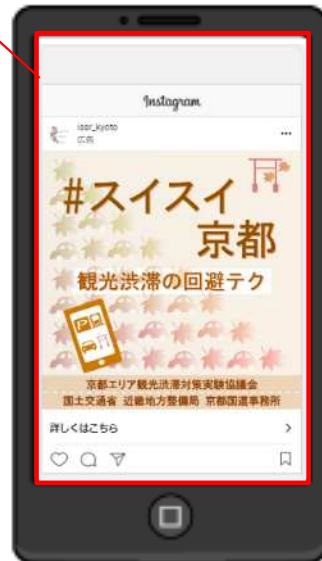 Instagram
広告
#スイスイ
京都
観光渋滞の回避テク
P
京都エリア観光渋滞対策実験協議会
国土交通省 近畿地方整備局 京都国道事務所
詳しくはこちら